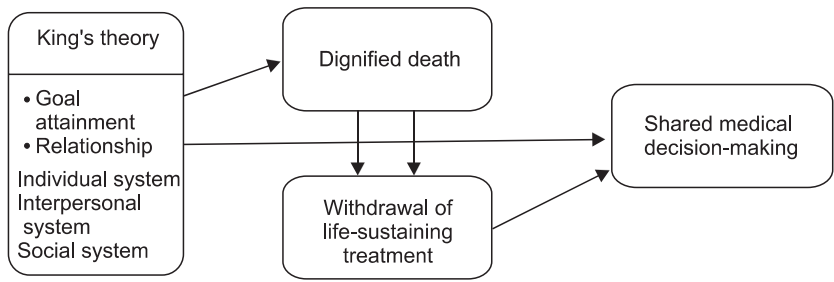 King's theory
• Goal
attainment
• Relationship
Individual system
Interpersonal
system
Social system
Dignified death
Withdrawal of
life-sustaining
treatment
Shared medical
decision-making